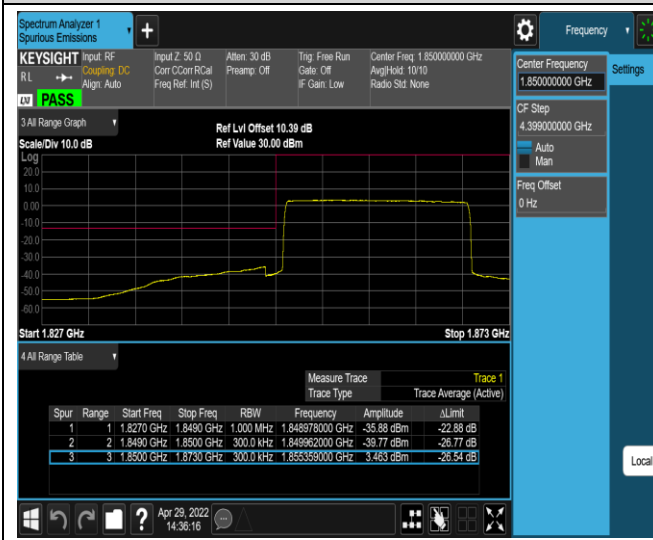 Spectrum Analyzer 1
Spurious Emissions
Frequency
KEYSIGHT
RL
LXI
PASS
Input: RF
Coupling: DC
Align: Auto
Input Z: 50 Ω
Corr CCorr RCal
Freq Ref: Int (S)
Atten: 30 dB
Preamp: Off
Trig: Free Run
Gate: Off
IF Gain: Low
Center Freq: 1.850000000 GHz
Avg|Hold: 10/10
Radio Std: None
Center Frequency
1.850000000 GHz
Settings
CF Step
4.399000000 GHz
Auto
Man
Freq Offset
0 Hz
3 All Range Graph
Scale/Div 10.0 dB
Ref Lvl Offset 10.39 dB
Ref Value 30.00 dBm
Log
20.0
10.0
0.00
-10.0
-20.0
-30.0
-40.0
-50.0
-60.0
Start 1.827 GHz
Stop 1.873 GHz
4 All Range Table
Measure Trace Trace 1
Trace Type Trace Average (Active)
Spur Range Start Freq Stop Freq RBW Frequency Amplitude ΔLimit
1 1 1.8270 GHz 1.8490 GHz 1.000 MHz 1.848978000 GHz -35.88 dBm -22.88 dB
2 2 1.8490 GHz 1.8500 GHz 300.0 kHz 1.849962000 GHz -39.77 dBm -26.77 dB
3 3 1.8500 GHz 1.8730 GHz 300.0 kHz 1.855359000 GHz 3.463 dBm -26.54 dB
Local
?
Apr 29, 2022
14:36:16